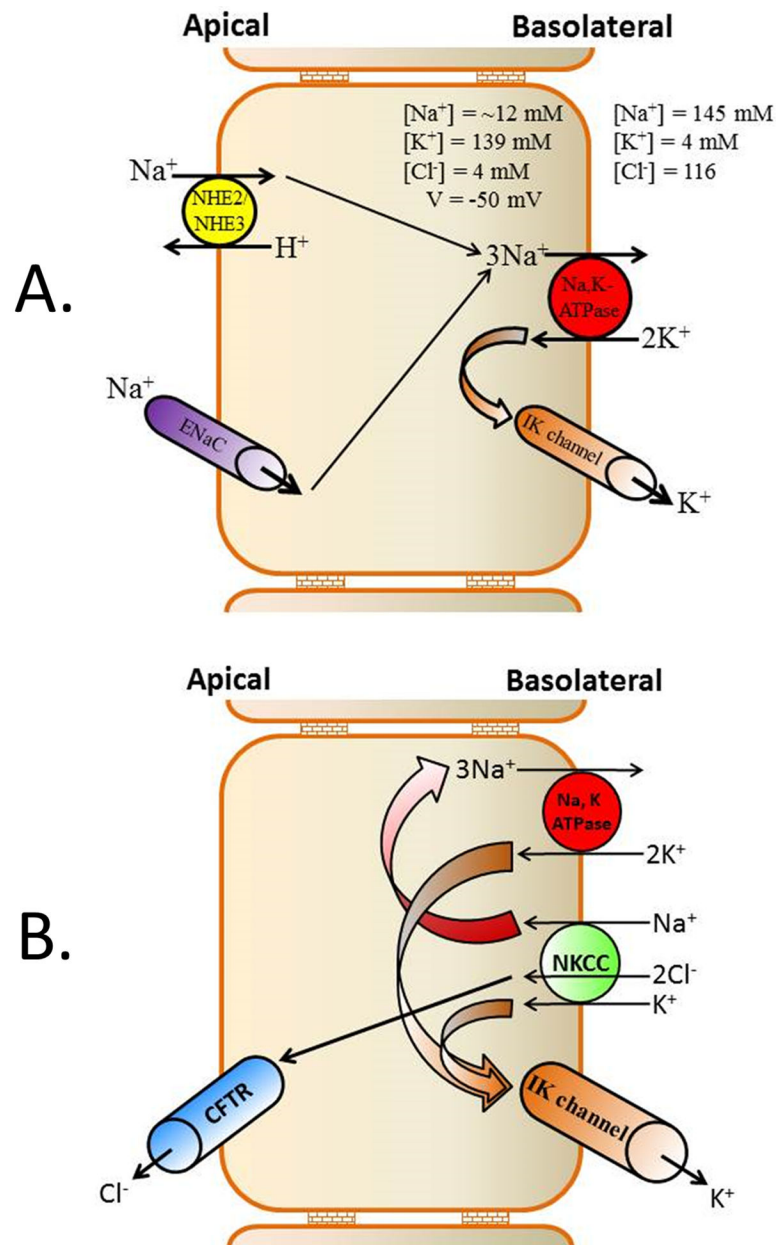 Apical Basolateral
[Na⁺] = ~12 mM [Na⁺] = 145 mM
[K⁺] = 139 mM [K⁺] = 4 mM
[Cl⁻] = 4 mM [Cl⁻] = 116
V = -50 mV
Na⁺
NHE2/
NHE3
H⁺
3Na⁺
Na,K-
ATPase
2K⁺
A.
Na⁺
ENaC
IK channel
K⁺
Apical Basolateral
3Na⁺
Na, K
ATPase
2K⁺
Na⁺
B.
NKCC
2Cl⁻
K⁺
CFTR
IK channel
Cl⁻
K⁺